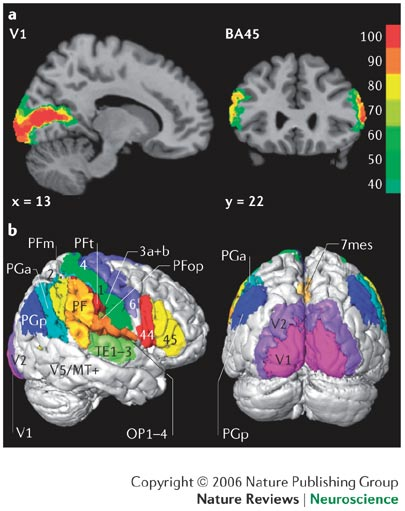 a
V1
BA45
100
90
80
70
60
50
40
x = 13
y = 22
b
PFm
PFt
3a+b
PFop
PGa
PGp
2
4
1
6
PF
44
45
TE1–3
V2
V5/MT+
V1
OP1–4
PGa
7mes
V2
V1
PGp
Copyright © 2006 Nature Publishing Group
Nature Reviews | Neuroscience